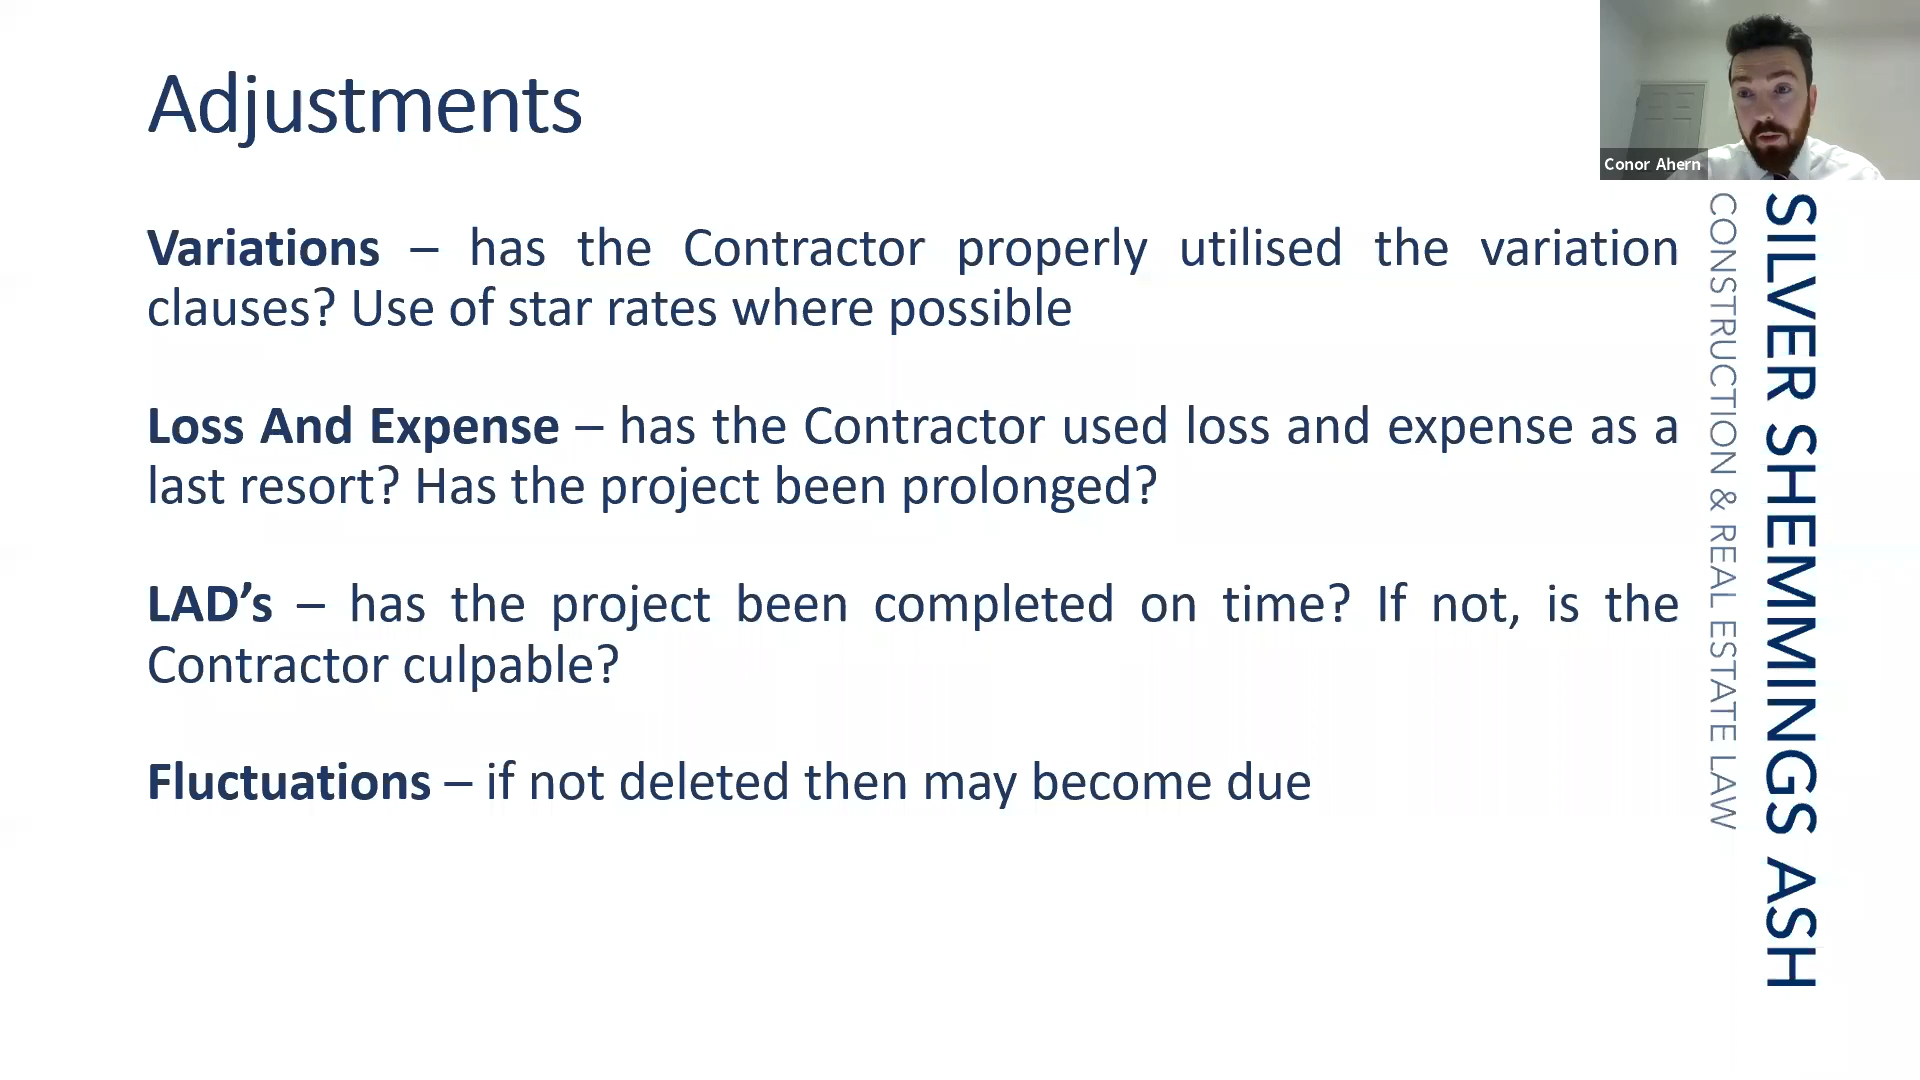 Adjustments
Conor Ahern
Variations – has the Contractor properly utilised the variation
clauses? Use of star rates where possible
Loss And Expense – has the Contractor used loss and expense as a
last resort? Has the project been prolonged?
LAD’s – has the project been completed on time? If not, is the
Contractor culpable?
Fluctuations – if not deleted then may become due
SILVER SHEMMINGS ASH
CONSTRUCTION & REAL ESTATE LAW